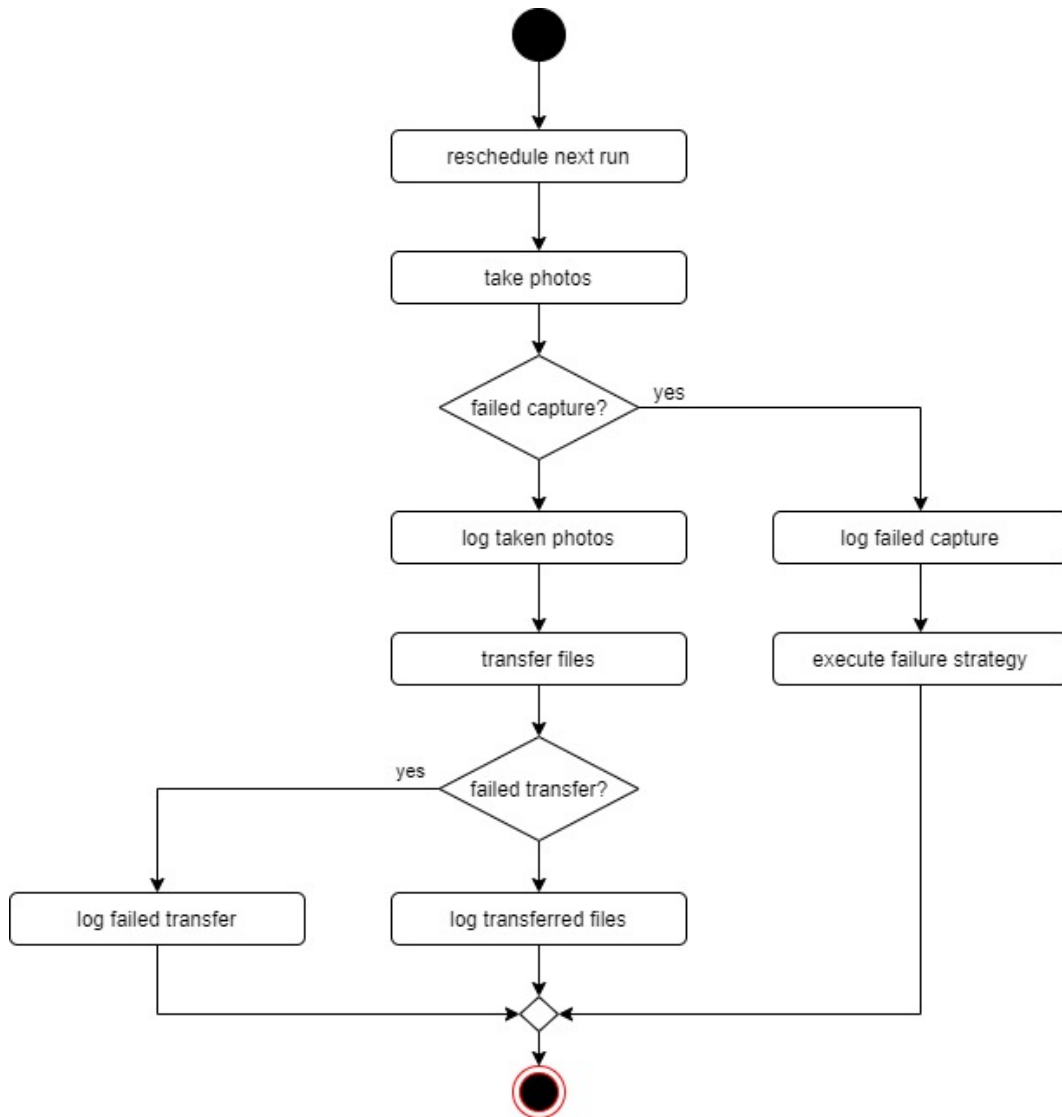 reschedule next run
take photos
failed capture?
yes
log taken photos
log failed capture
transfer files
execute failure strategy
yes
failed transfer?
log failed transfer
log transferred files